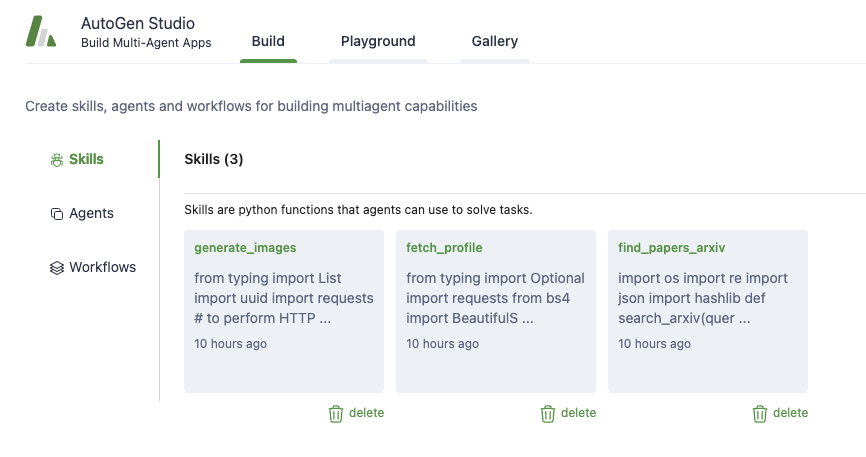 AutoGen Studio
Build Multi-Agent Apps
Build
Playground
Gallery
Create skills, agents and workflows for building multiagent capabilities
Skills
Agents
Workflows
Skills (3)
Skills are python functions that agents can use to solve tasks.
generate_images
from typing import List
import uuid import requests
# to perform HTTP ...
10 hours ago
delete
fetch_profile
from typing import Optional
import requests from bs4
import BeautifulS ...
10 hours ago
delete
find_papers_arxiv
import os import re import
json import hashlib def
search_arxiv(quer ...
10 hours ago
delete